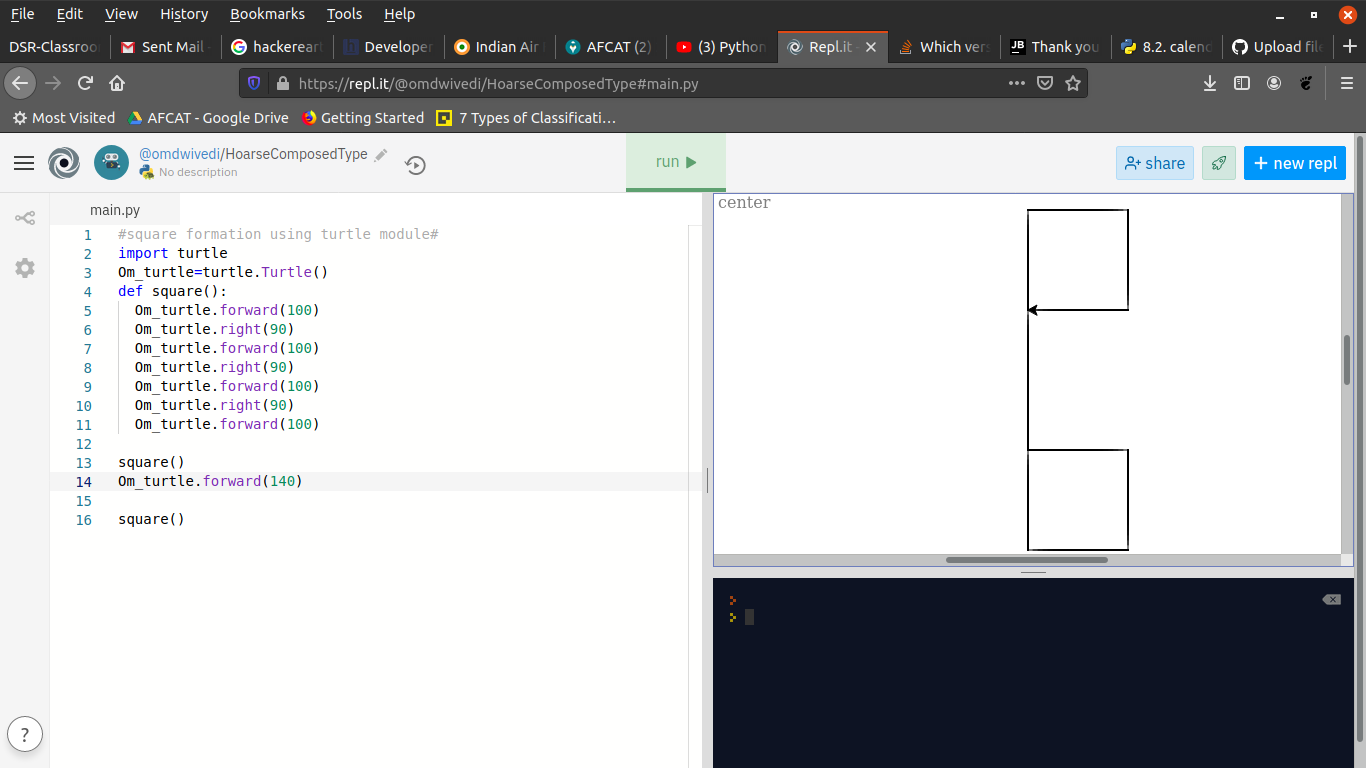 File Edit View History Bookmarks Tools Help
DSR-Classroo Sent Mail - hackereart Developer Indian Air AFCAT (2) (3) Python Repl.it - Which vers Thank you 8.2. calend Upload file
https://repl.it/@omdwivedi/HoarseComposedType#main.py
Most Visited AFCAT - Google Drive Getting Started 7 Types of Classificati…
@omdwivedi/HoarseComposedType
No description
run
share
+ new repl
main.py
1 #square formation using turtle module#
2 import turtle
3 Om_turtle=turtle.Turtle()
4 def square():
5 Om_turtle.forward(100)
6 Om_turtle.right(90)
7 Om_turtle.forward(100)
8 Om_turtle.right(90)
9 Om_turtle.forward(100)
10 Om_turtle.right(90)
11 Om_turtle.forward(100)
12
13 square()
14 Om_turtle.forward(140)
15
16 square()
center
?